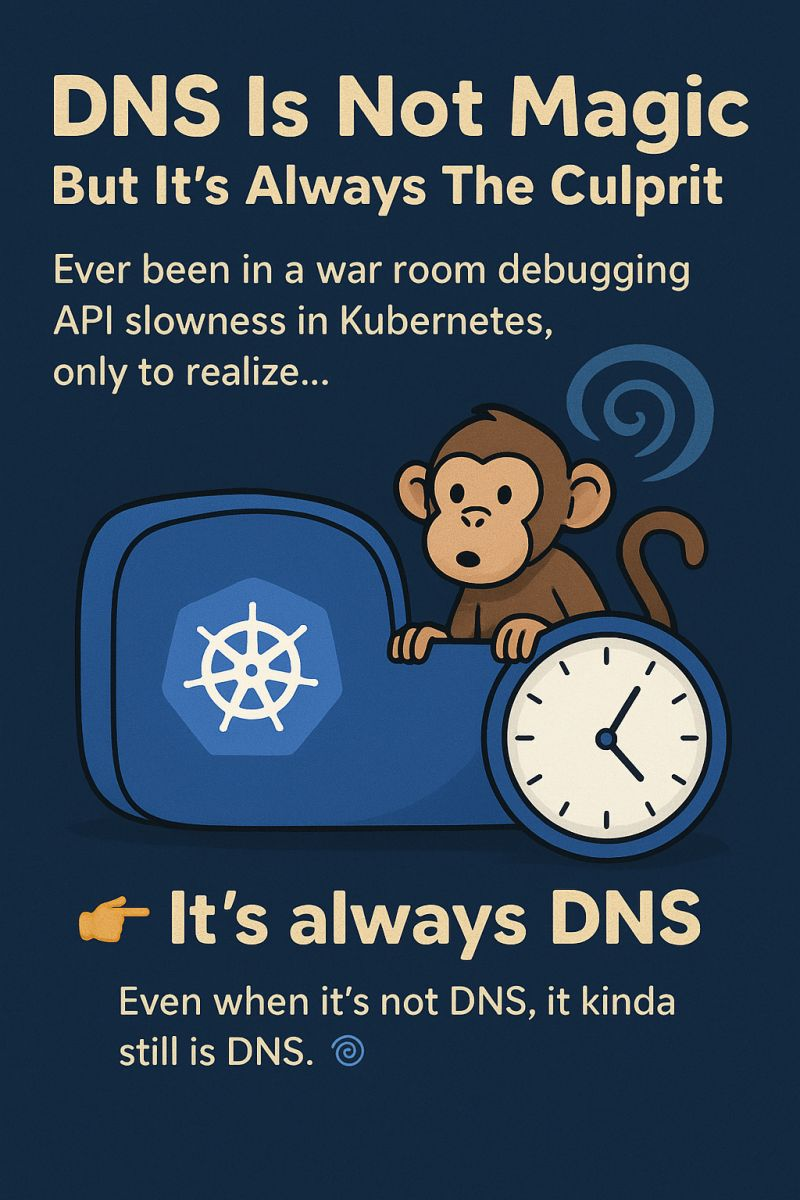 DNS Is Not Magic
But It's Always The Culprit
Ever been in a war room debugging
API slowness in Kubernetes,
only to realize...
👉 It's always DNS
Even when it's not DNS, it kinda
still is DNS. 🌀